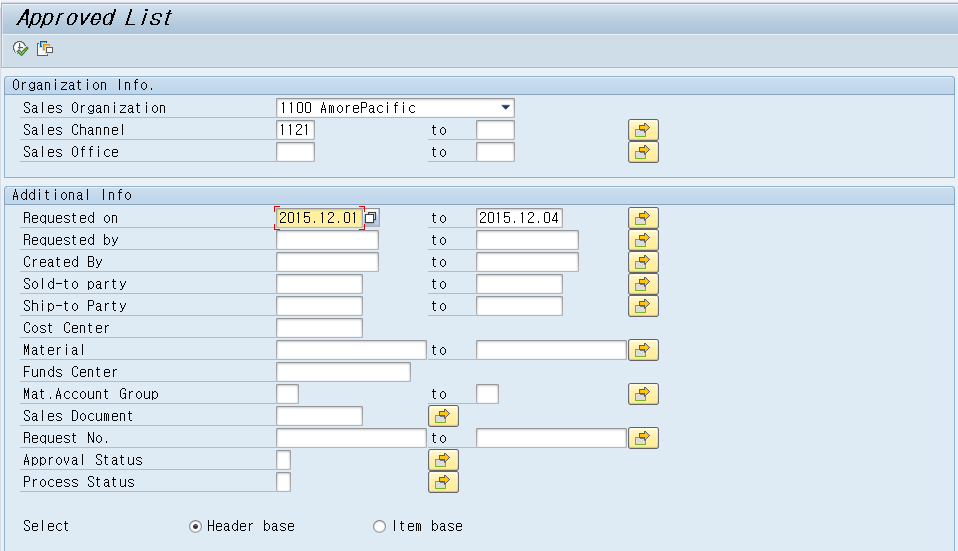 Approved List
Organization Info.
Sales Organization 1100 AmorePacific
Sales Channel 1121 to
Sales Office to
Additional Info
Requested on 2015.12.01 to 2015.12.04
Requested by to
Created By to
Sold-to party to
Ship-to Party to
Cost Center
Material to
Funds Center
Mat.Account Group to
Sales Document
Request No. to
Approval Status
Process Status
Select Header base Item base